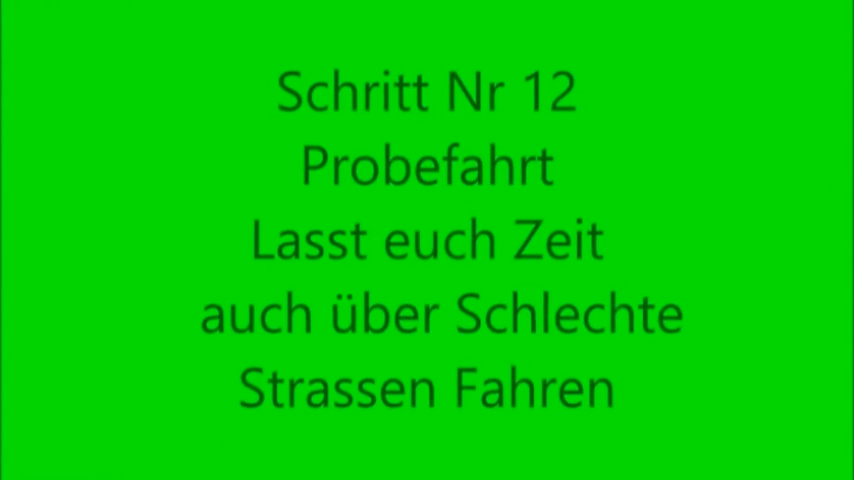 Schritt Nr 12
Probefahrt
Lasst euch Zeit
auch über Schlechte
Strassen Fahren